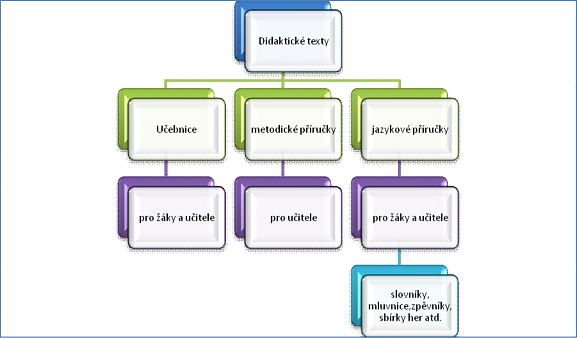 Didaktické texty
Učebnice
metodické příručky
jazykové příručky
pro žáky a učitele
pro učitele
pro žáky a učitele
slovníky,
mluvnice,zpěvníky,
sbírky her atd.